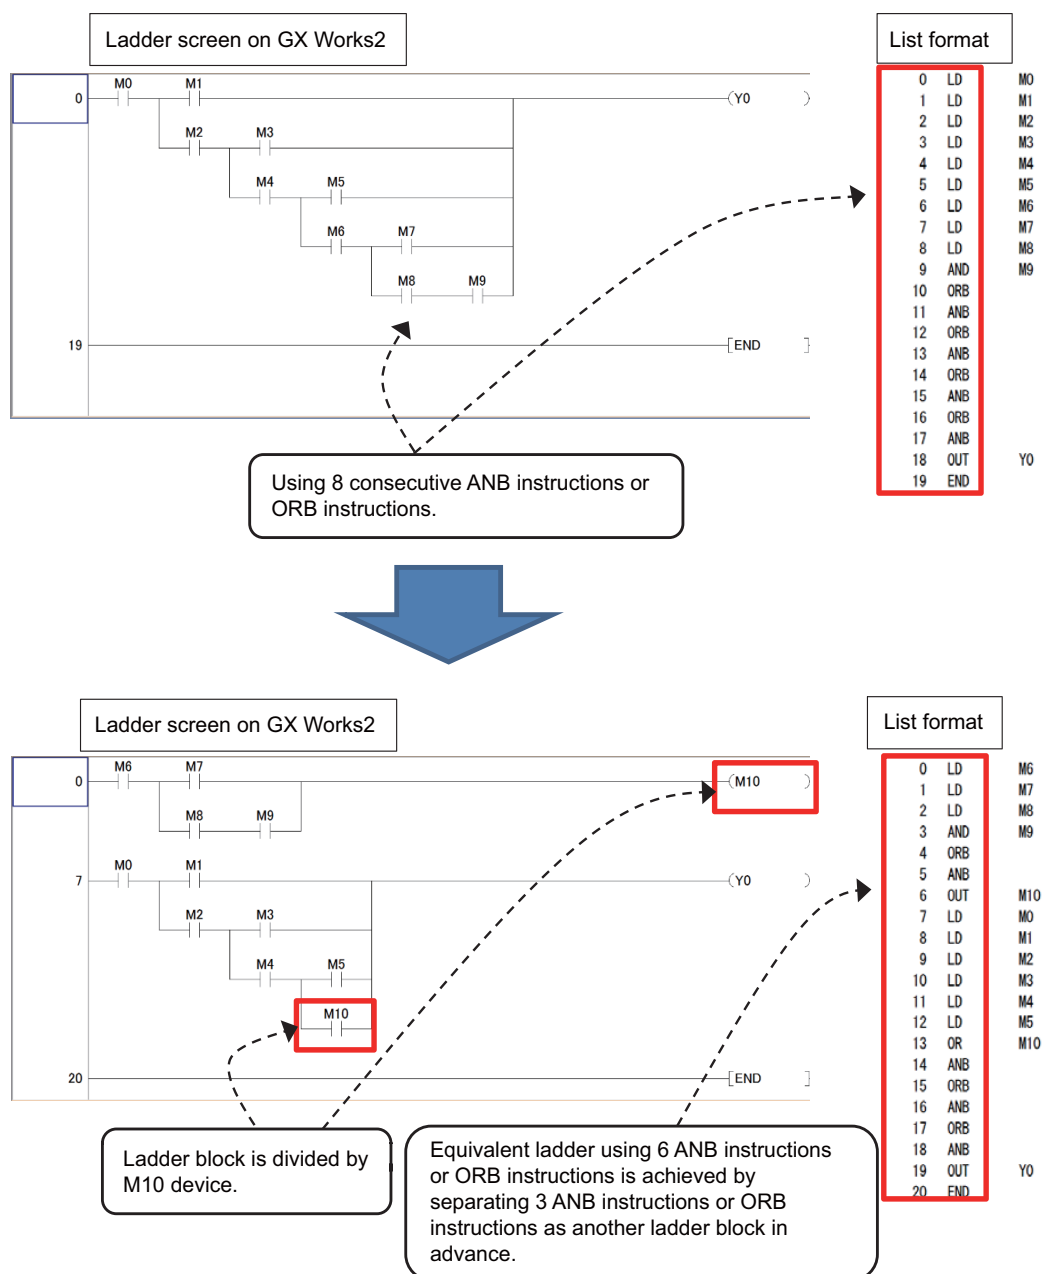 Ladder screen on GX Works2
List format
M0 M1
0 (Y0 )
M2 M3
M4 M5
M6 M7
M8 M9
19 [END ]
0 LD M0
1 LD M1
2 LD M2
3 LD M3
4 LD M4
5 LD M5
6 LD M6
7 LD M7
8 LD M8
9 AND M9
10 ORB
11 ANB
12 ORB
13 ANB
14 ORB
15 ANB
16 ORB
17 ANB
18 OUT Y0
19 END
Using 8 consecutive ANB instructions or
ORB instructions.
Ladder screen on GX Works2
List format
M6 M7
0 (M10 )
M8 M9
M0 M1
7 (Y0 )
M2 M3
M4 M5
M10
20 [END ]
0 LD M6
1 LD M7
2 LD M8
3 AND M9
4 ORB
5 ANB
6 OUT M10
7 LD M0
8 LD M1
9 LD M2
10 LD M3
11 LD M4
12 LD M5
13 OR M10
14 ANB
15 ORB
16 ANB
17 ORB
18 ANB
19 OUT Y0
20 END
Ladder block is divided by
M10 device.
Equivalent ladder using 6 ANB instructions
or ORB instructions is achieved by
separating 3 ANB instructions or ORB
instructions as another ladder block in
advance.